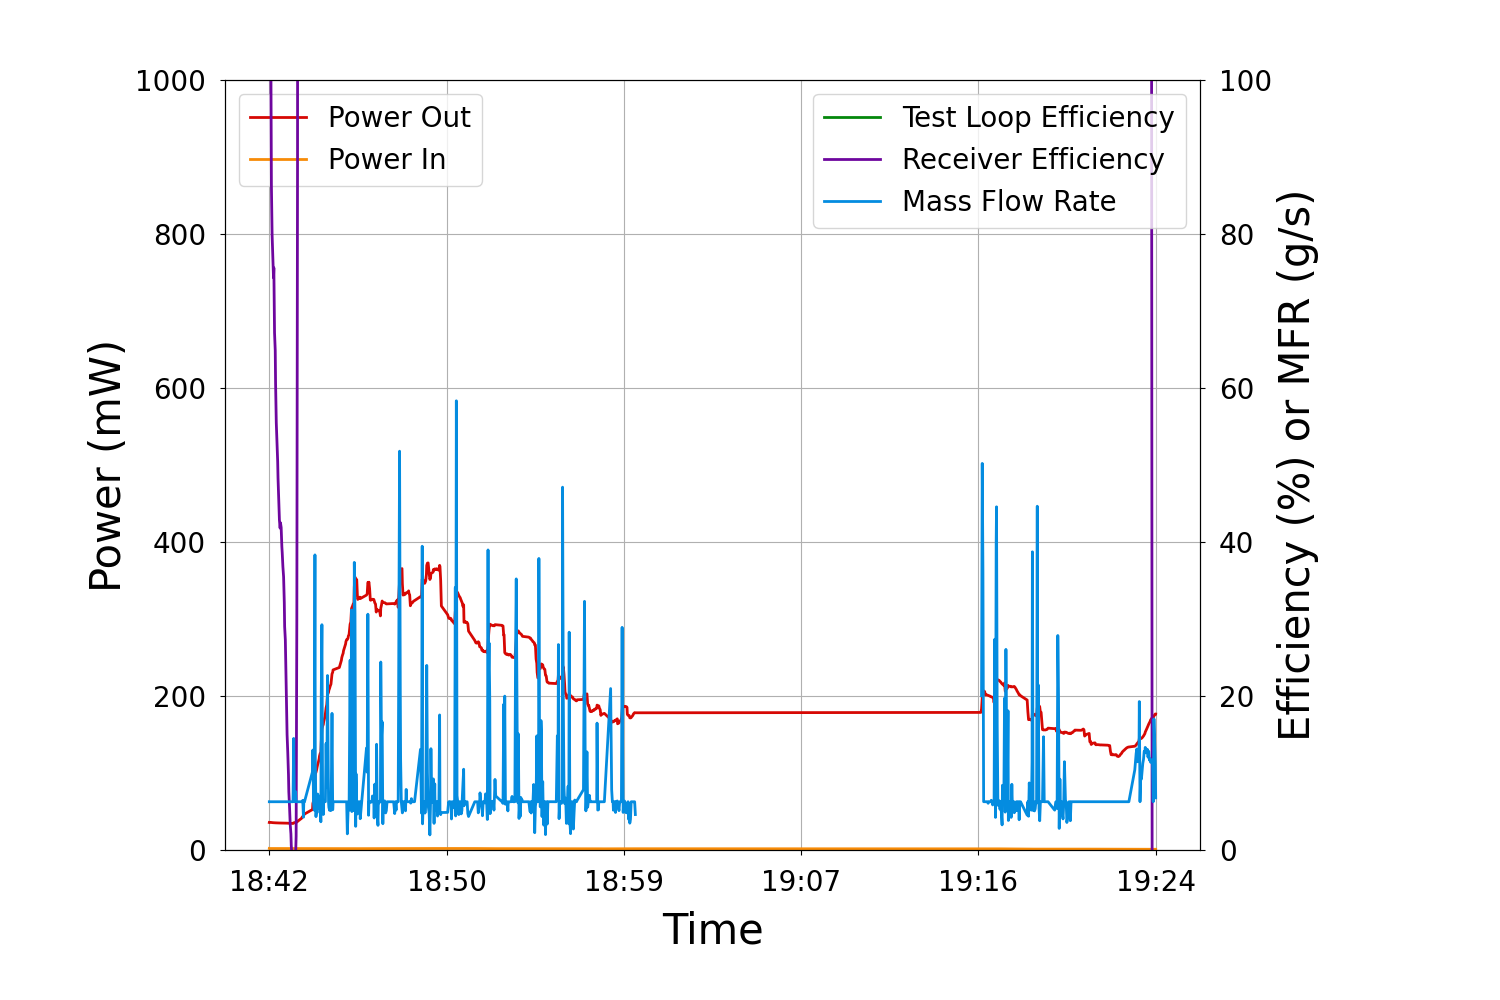 1000
800
600
400
200
0
Power (mW)
Power Out
Power In
Test Loop Efficiency
Receiver Efficiency
Mass Flow Rate
100
80
60
40
20
0
Efficiency (%) or MFR (g/s)
18:42 18:50 18:59 19:07 19:16 19:24
Time